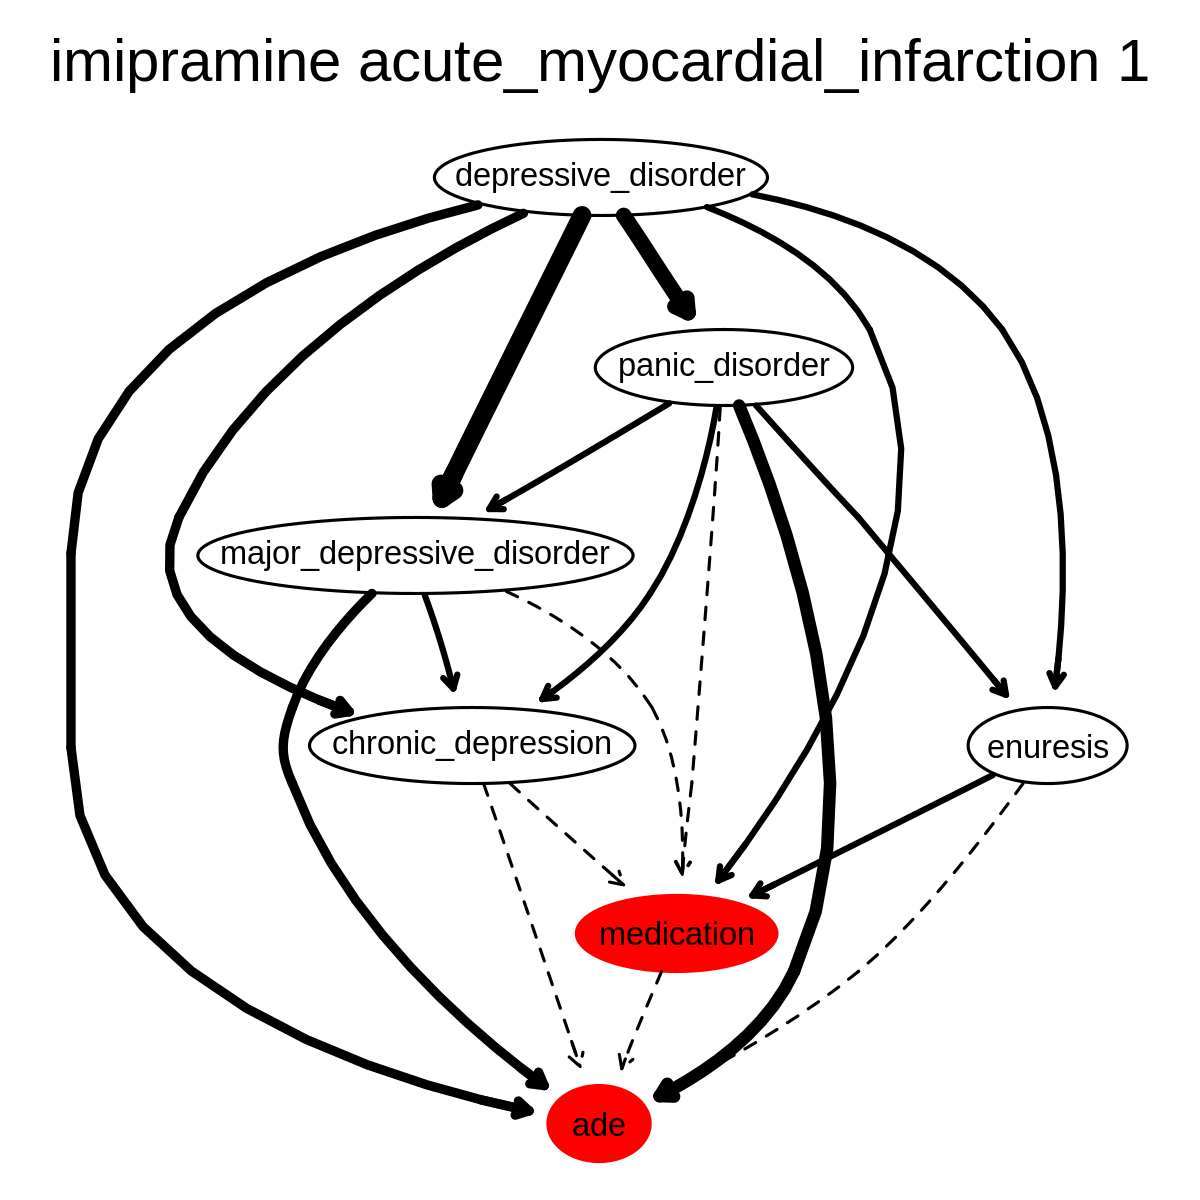 imipramine acute_myocardial_infarction 1
depressive_disorder
panic_disorder
major_depressive_disorder
chronic_depression
enuresis
medication
ade